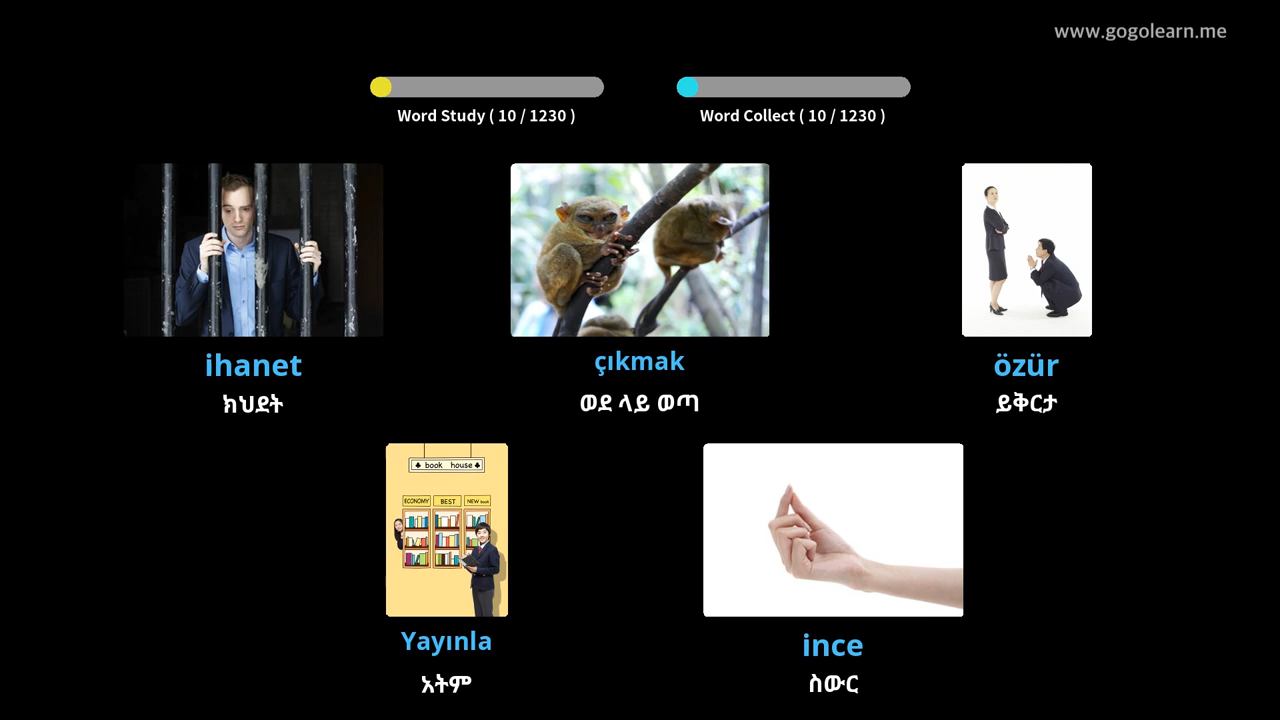 www.gogolearn.me
Word Study ( 10 / 1230 )
Word Collect ( 10 / 1230 )
ihanet
ክህደት
çıkmak
ወደ ላይ ወጣ
özür
ይቅርታ
♣ book house ♣
ECONOMY
BEST
NEW book
Yayınla
አትም
ince
ስውር